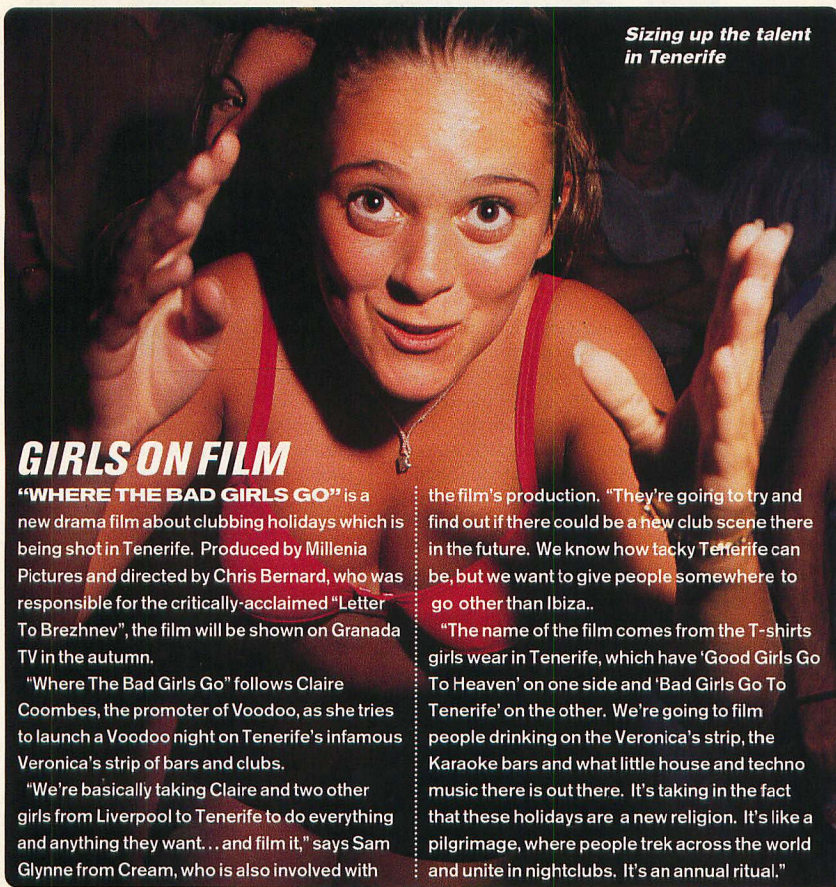 Sizing up the talent
in Tenerife
GIRLS ON FILM
“WHERE THE BAD GIRLS GO” is a
new drama film about clubbing holidays which is
being shot in Tenerife. Produced by Millenia
Pictures and directed by Chris Bernard, who was
responsible for the critically-acclaimed “Letter
To Brezhnev”, the film will be shown on Granada
TV in the autumn.
“Where The Bad Girls Go” follows Claire
Coombes, the promoter of Voodoo, as she tries
to launch a Voodoo night on Tenerife’s infamous
Veronica’s strip of bars and clubs.
“We’re basically taking Claire and two other
girls from Liverpool to Tenerife to do everything
and anything they want... and film it,” says Sam
Glynne from Cream, who is also involved with
the film’s production. “They’re going to try and
find out if there could be a new club scene there
in the future. We know how tacky Tenerife can
be, but we want to give people somewhere to
go other than Ibiza..
“The name of the film comes from the T-shirts
girls wear in Tenerife, which have ‘Good Girls Go
To Heaven’ on one side and ‘Bad Girls Go To
Tenerife’ on the other. We’re going to film
people drinking on the Veronica’s strip, the
Karaoke bars and what little house and techno
music there is out there. It’s taking in the fact
that these holidays are a new religion. It’s like a
pilgrimage, where people trek across the world
and unite in nightclubs. It’s an annual ritual.”